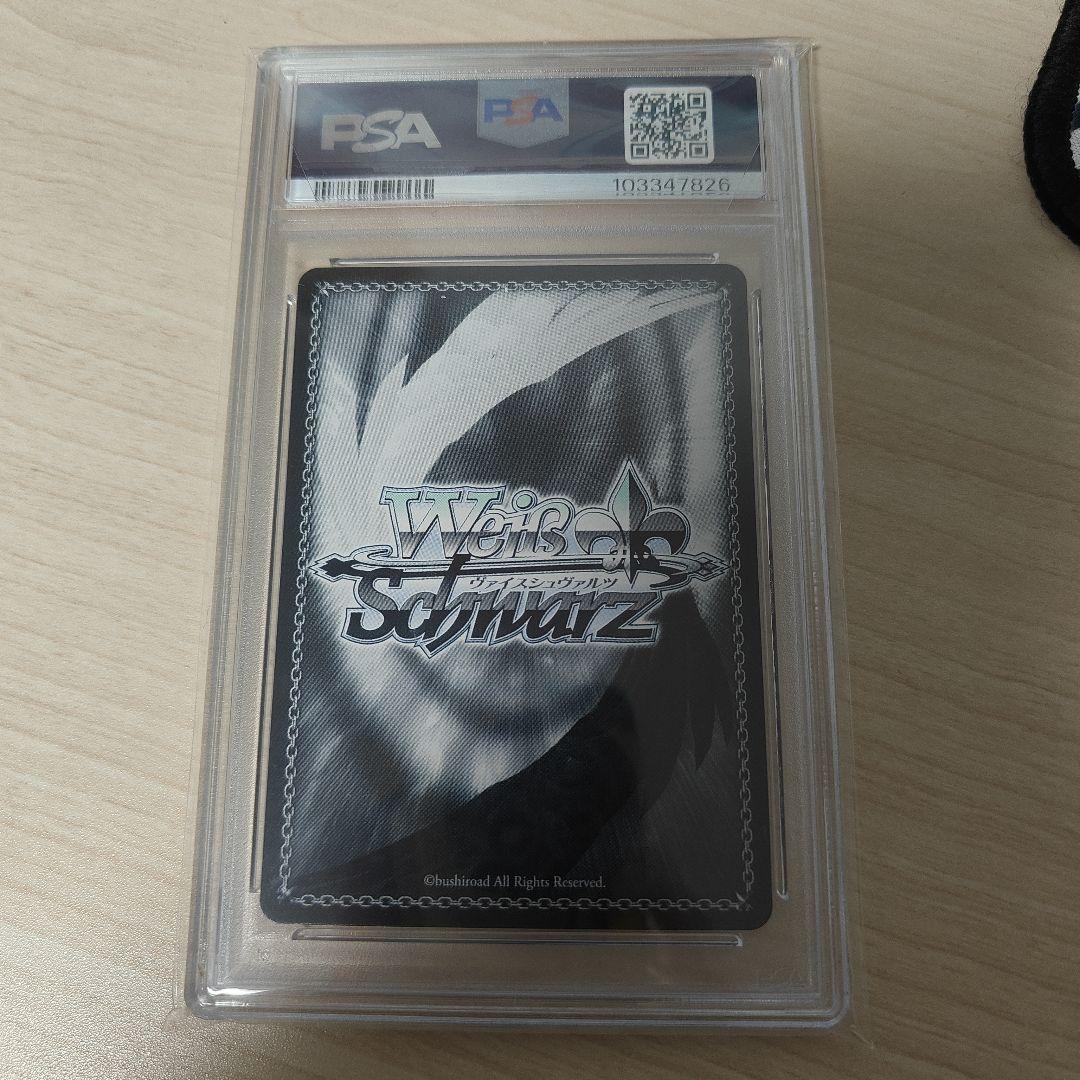 PSA
PSA
103347826
Weiß
ヴァイスシュヴァルツ
Schwarz
©bushiroad All Rights Reserved.